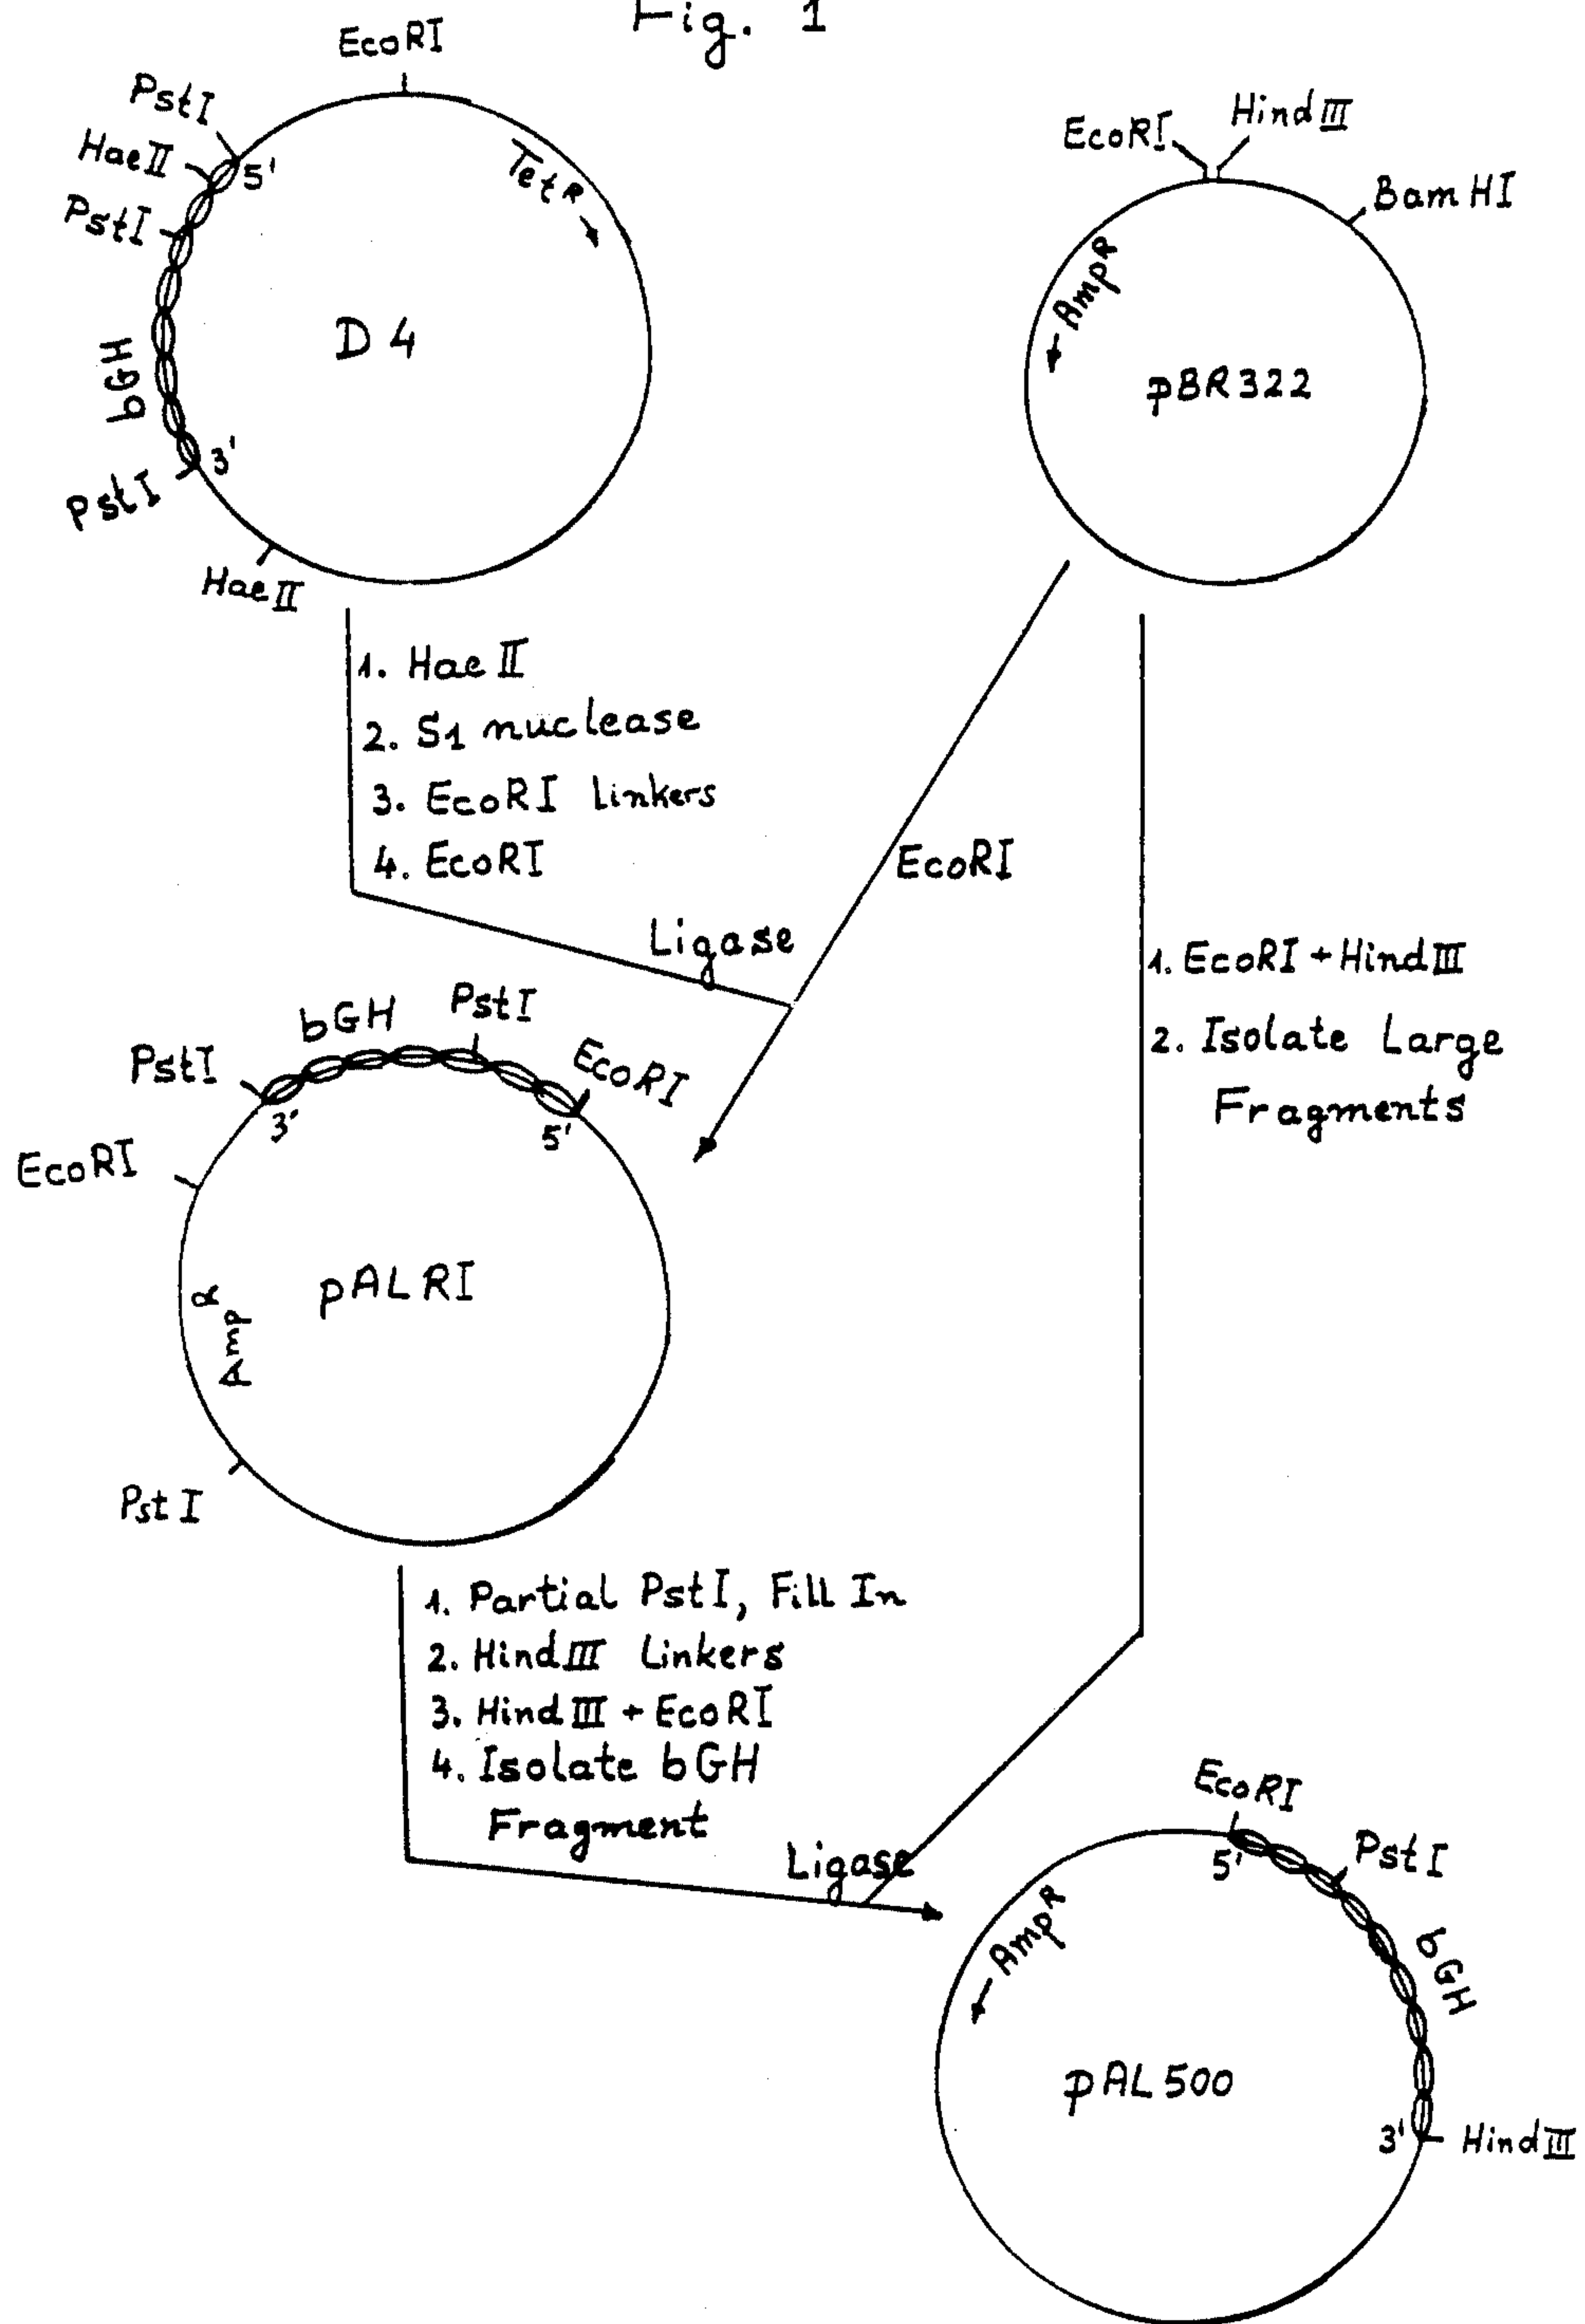 Fig. 1
EcoRI
PstI
HaeII
5'
PstI
TetR
D4
bGH
3'
PstI
HaeII
EcoRI
HindIII
BamHI
AmpR
pBR322
1. HaeII
2. S1 nuclease
3. EcoRI linkers
4. EcoRI
EcoRI
Ligase
1. EcoRI + HindIII
2. Isolate Large
Fragments
bGH
PstI
PstI
EcoRI
3'
5'
EcoRI
pALRI
AmpR
PstI
1. Partial PstI, Fill In
2. HindIII Linkers
3. HindIII + EcoRI
4. Isolate bGH
Fragment
Ligase
EcoRI
5'
PstI
AmpR
bGH
pAL500
3'
HindIII